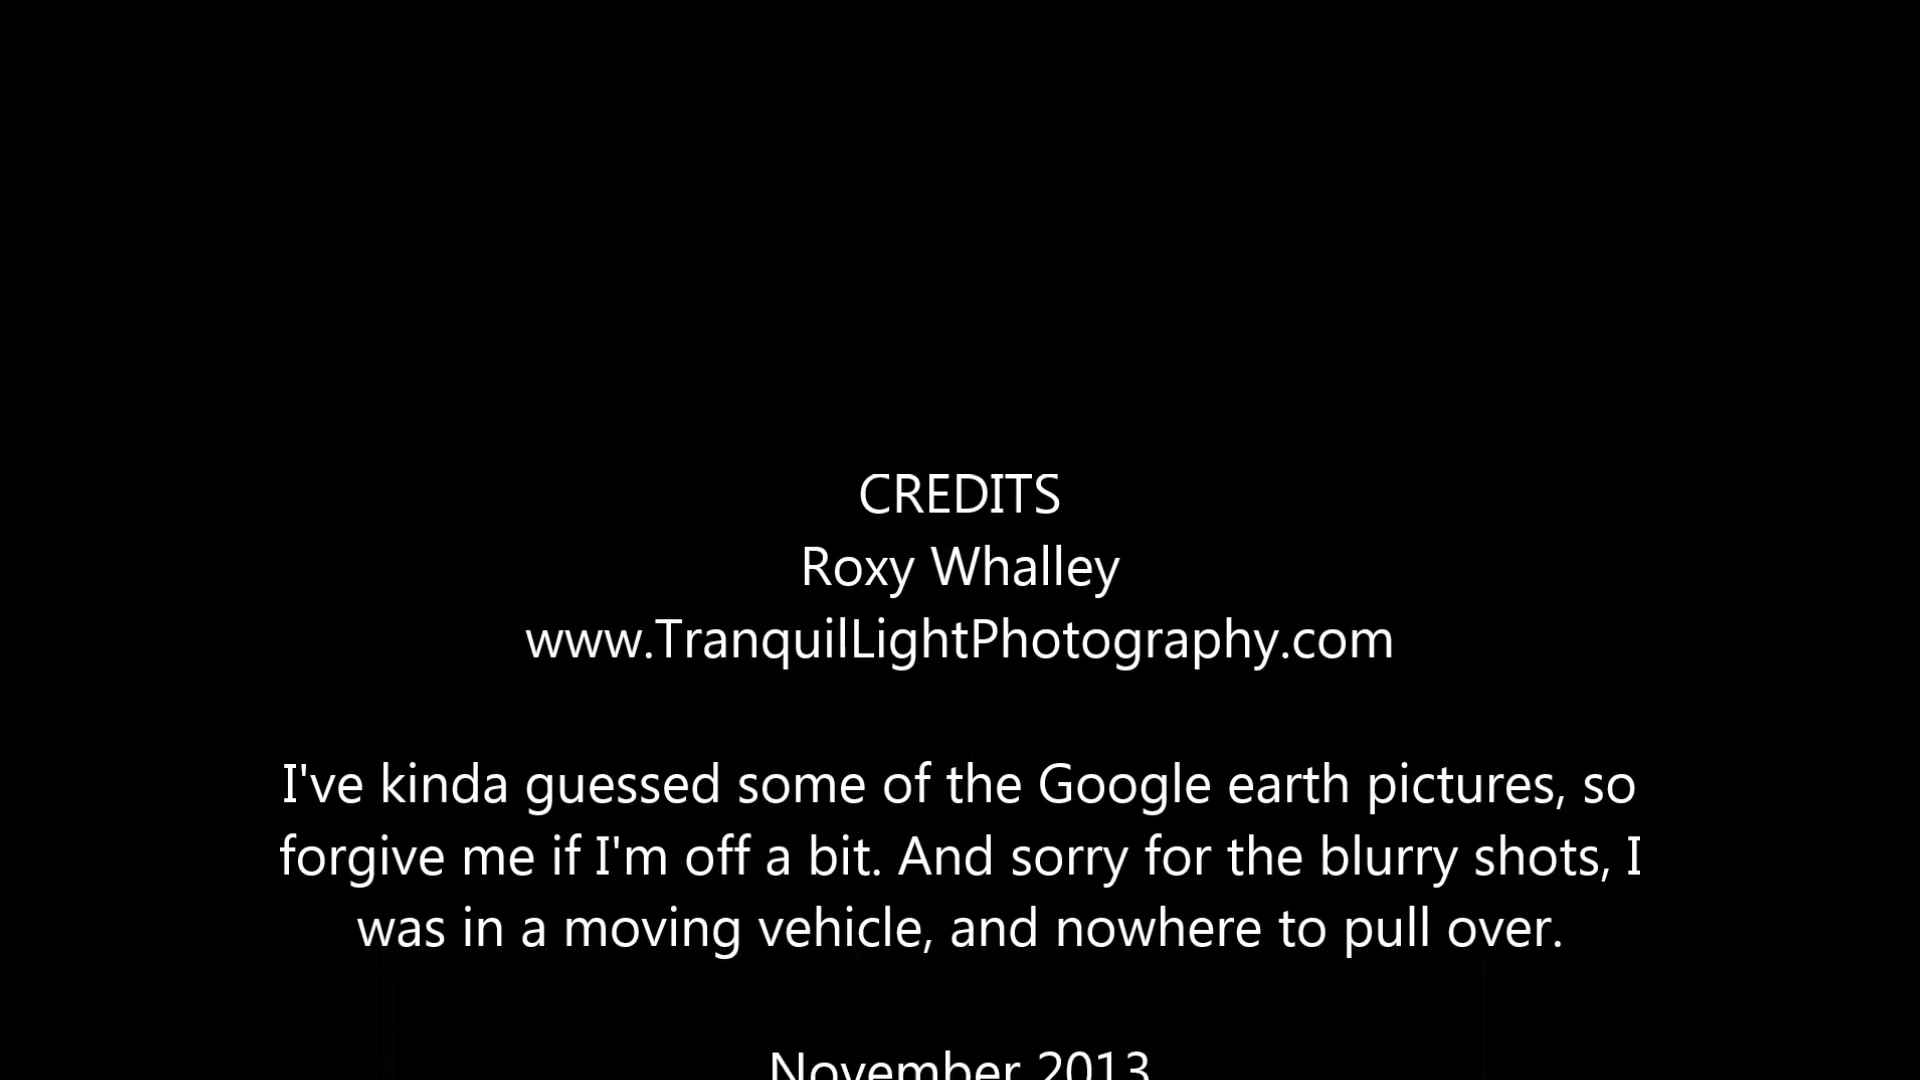 CREDITS
Roxy Whalley
www.TranquilLightPhotography.com
I've kinda guessed some of the Google earth pictures, so
forgive me if I'm off a bit. And sorry for the blurry shots, I
was in a moving vehicle, and nowhere to pull over.
November 2013